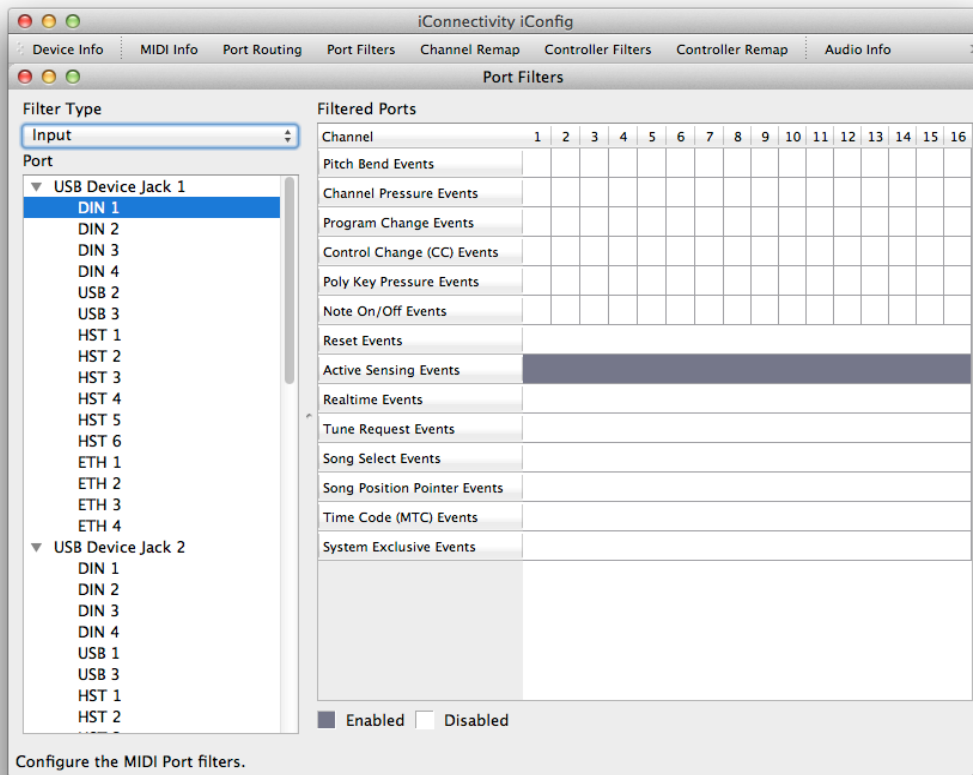 iConnectivity iConfig
Device Info MIDI Info Port Routing Port Filters Channel Remap Controller Filters Controller Remap Audio Info
Port Filters
Filter Type
Input
Port
USB Device Jack 1
DIN 1
DIN 2
DIN 3
DIN 4
USB 2
USB 3
HST 1
HST 2
HST 3
HST 4
HST 5
HST 6
ETH 1
ETH 2
ETH 3
ETH 4
USB Device Jack 2
DIN 1
DIN 2
DIN 3
DIN 4
USB 1
USB 3
HST 1
HST 2
Filtered Ports
Channel 1 2 3 4 5 6 7 8 9 10 11 12 13 14 15 16
Pitch Bend Events
Channel Pressure Events
Program Change Events
Control Change (CC) Events
Poly Key Pressure Events
Note On/Off Events
Reset Events
Active Sensing Events
Realtime Events
Tune Request Events
Song Select Events
Song Position Pointer Events
Time Code (MTC) Events
System Exclusive Events
Enabled Disabled
Configure the MIDI Port filters.